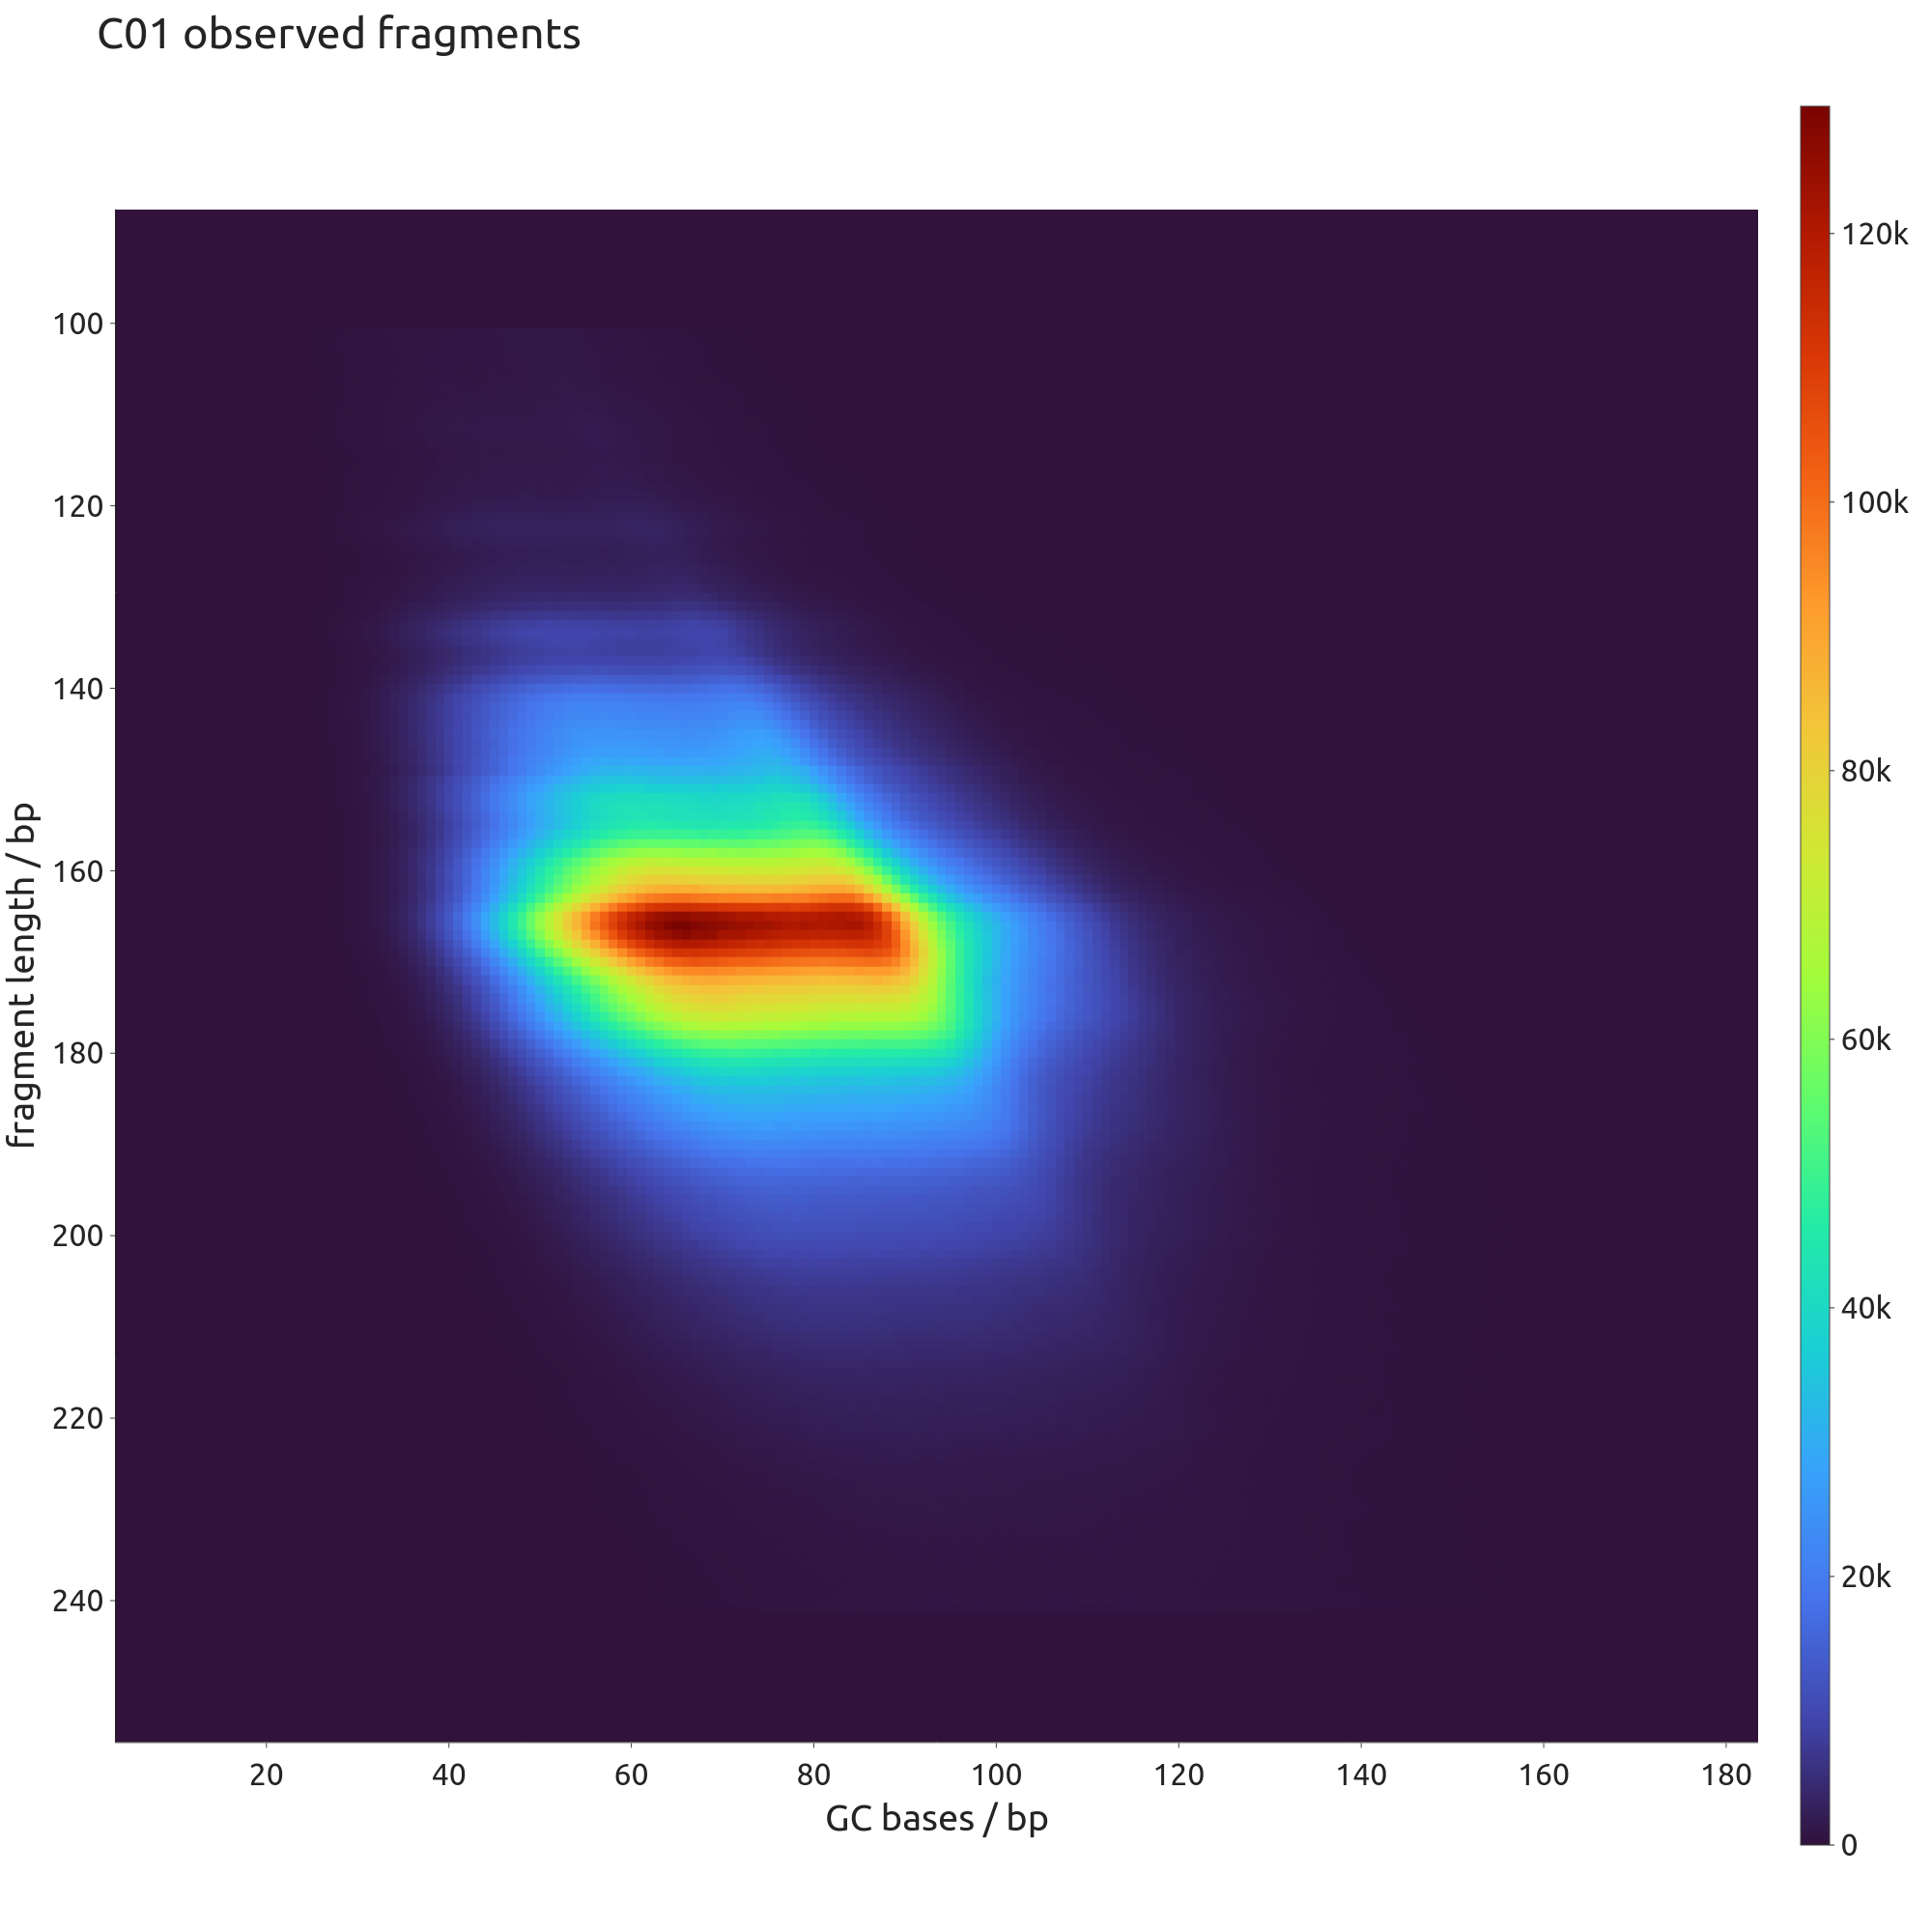 C01 observed fragments
120k
100k
80k
60k
40k
20k
0
100
120
140
160
180
200
220
240
fragment length / bp
20 40 60 80 100 120 140 160 180
GC bases / bp